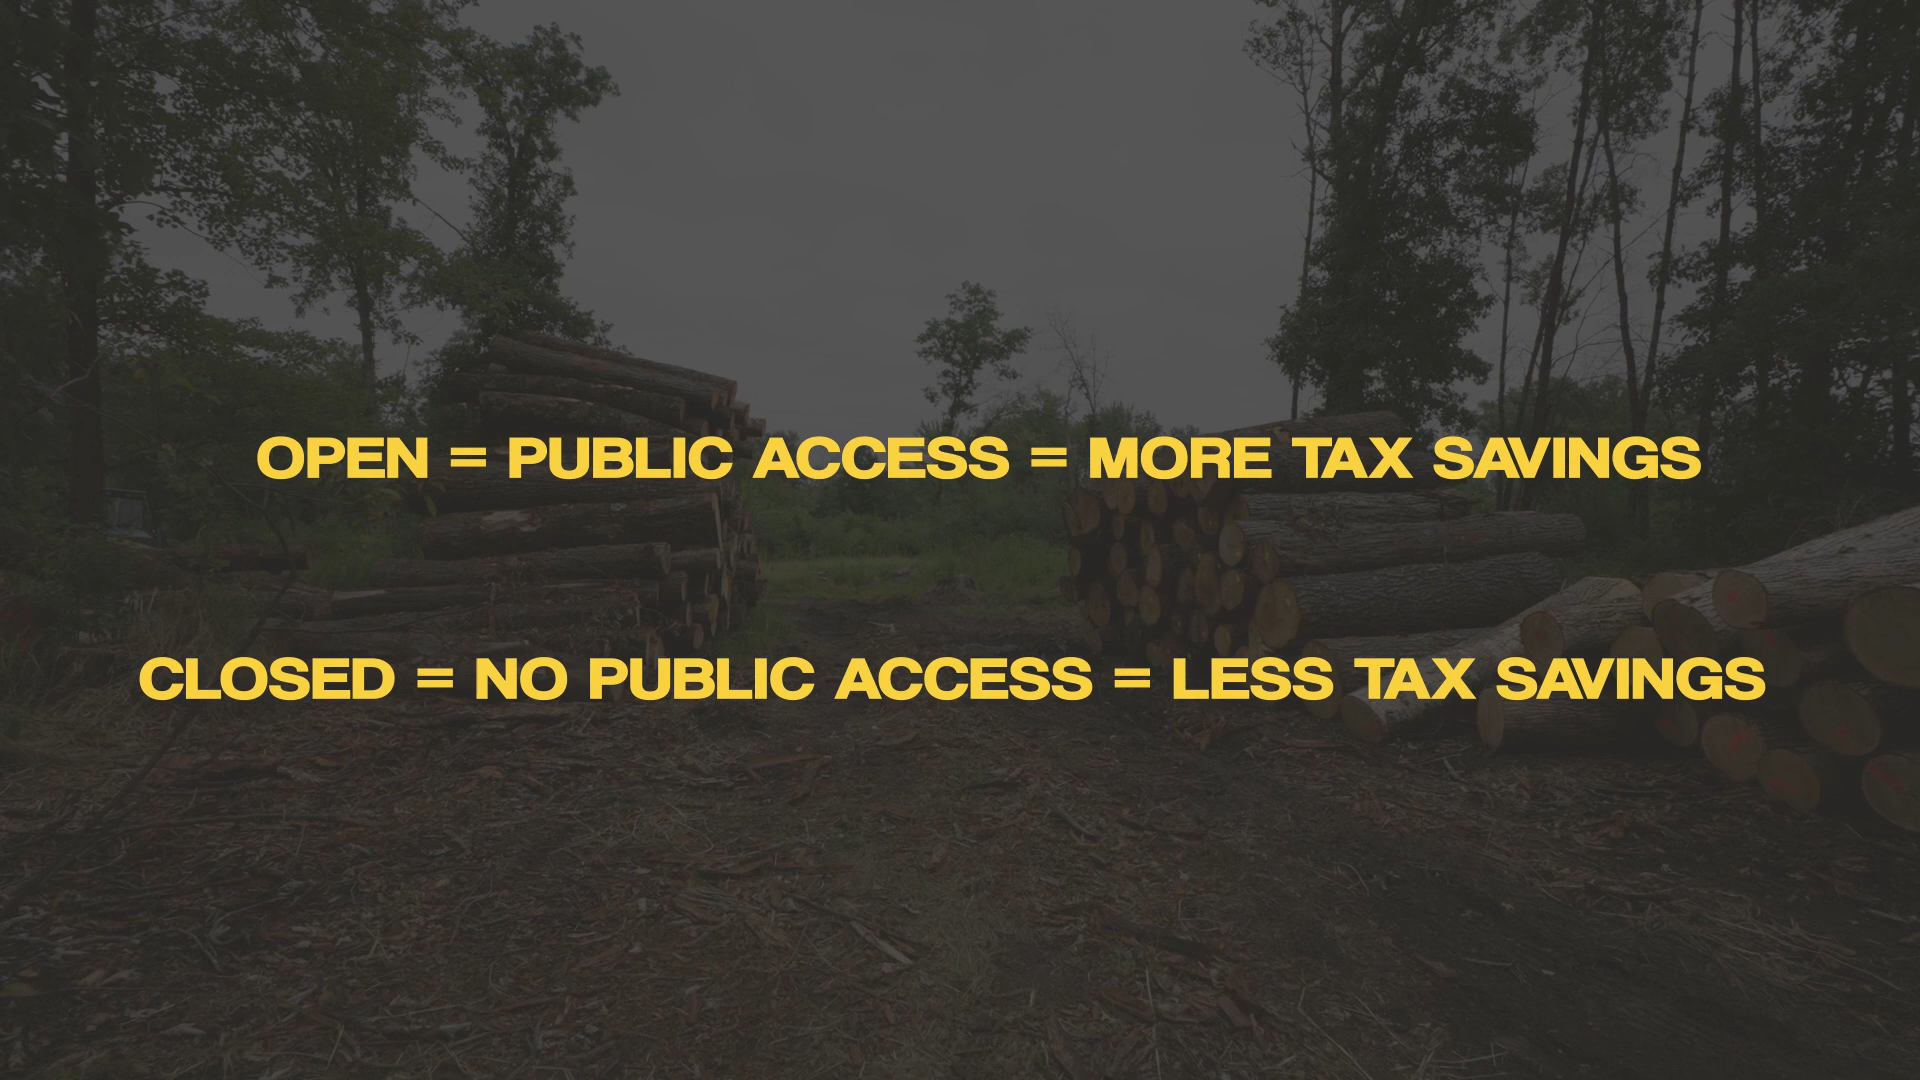 OPEN = PUBLIC ACCESS = MORE TAX SAVINGS
CLOSED = NO PUBLIC ACCESS = LESS TAX SAVINGS